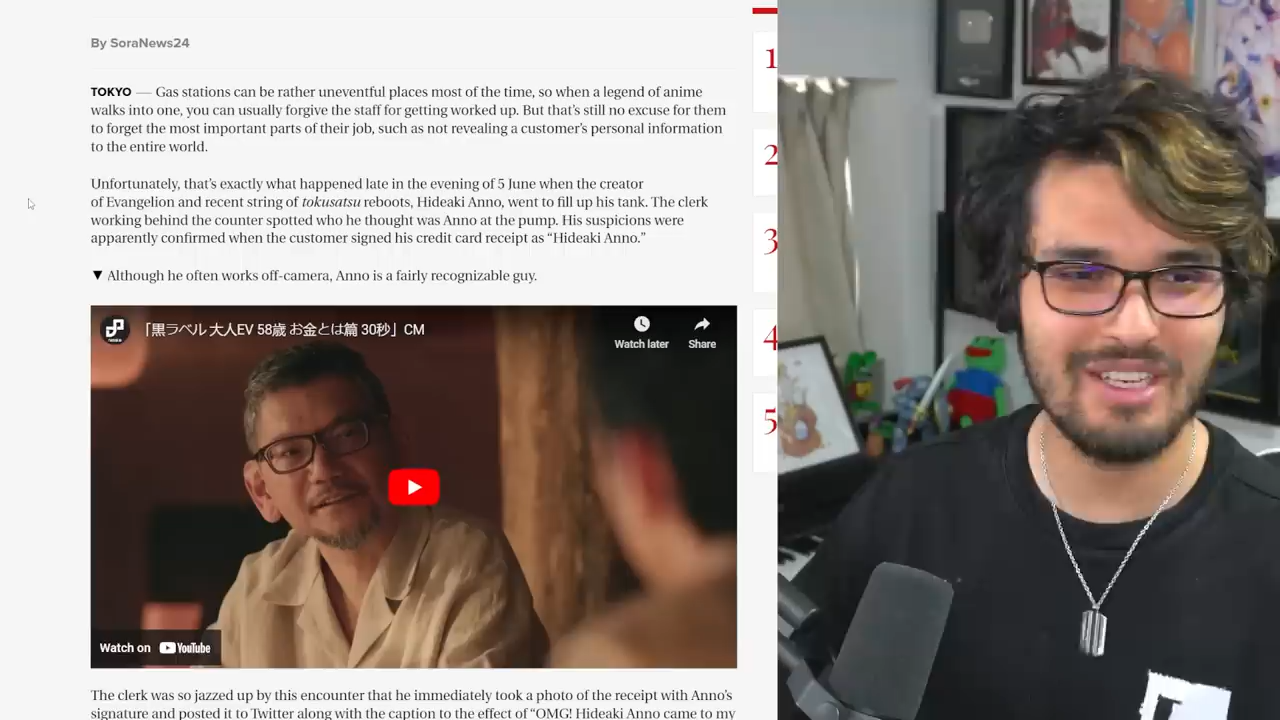 By SoraNews24
TOKYO — Gas stations can be rather uneventful places most of the time, so when a legend of anime
walks into one, you can usually forgive the staff for getting worked up. But that's still no excuse for them
to forget the most important parts of their job, such as not revealing a customer's personal information
to the entire world.
Unfortunately, that's exactly what happened late in the evening of 5 June when the creator
of Evangelion and recent string of tokusatsu reboots, Hideaki Anno, went to fill up his tank. The clerk
working behind the counter spotted who he thought was Anno at the pump. His suspicions were
apparently confirmed when the customer signed his credit card receipt as “Hideaki Anno.”
▼ Although he often works off-camera, Anno is a fairly recognizable guy.
「黒ラベル 大人EV 58歳 お金とは篇 30秒」CM
Watch later
Share
Watch on YouTube
The clerk was so jazzed up by this encounter that he immediately took a photo of the receipt with Anno's
signature and posted it to Twitter along with the caption to the effect of “OMG! Hideaki Anno came to my
1
2
3
4
5